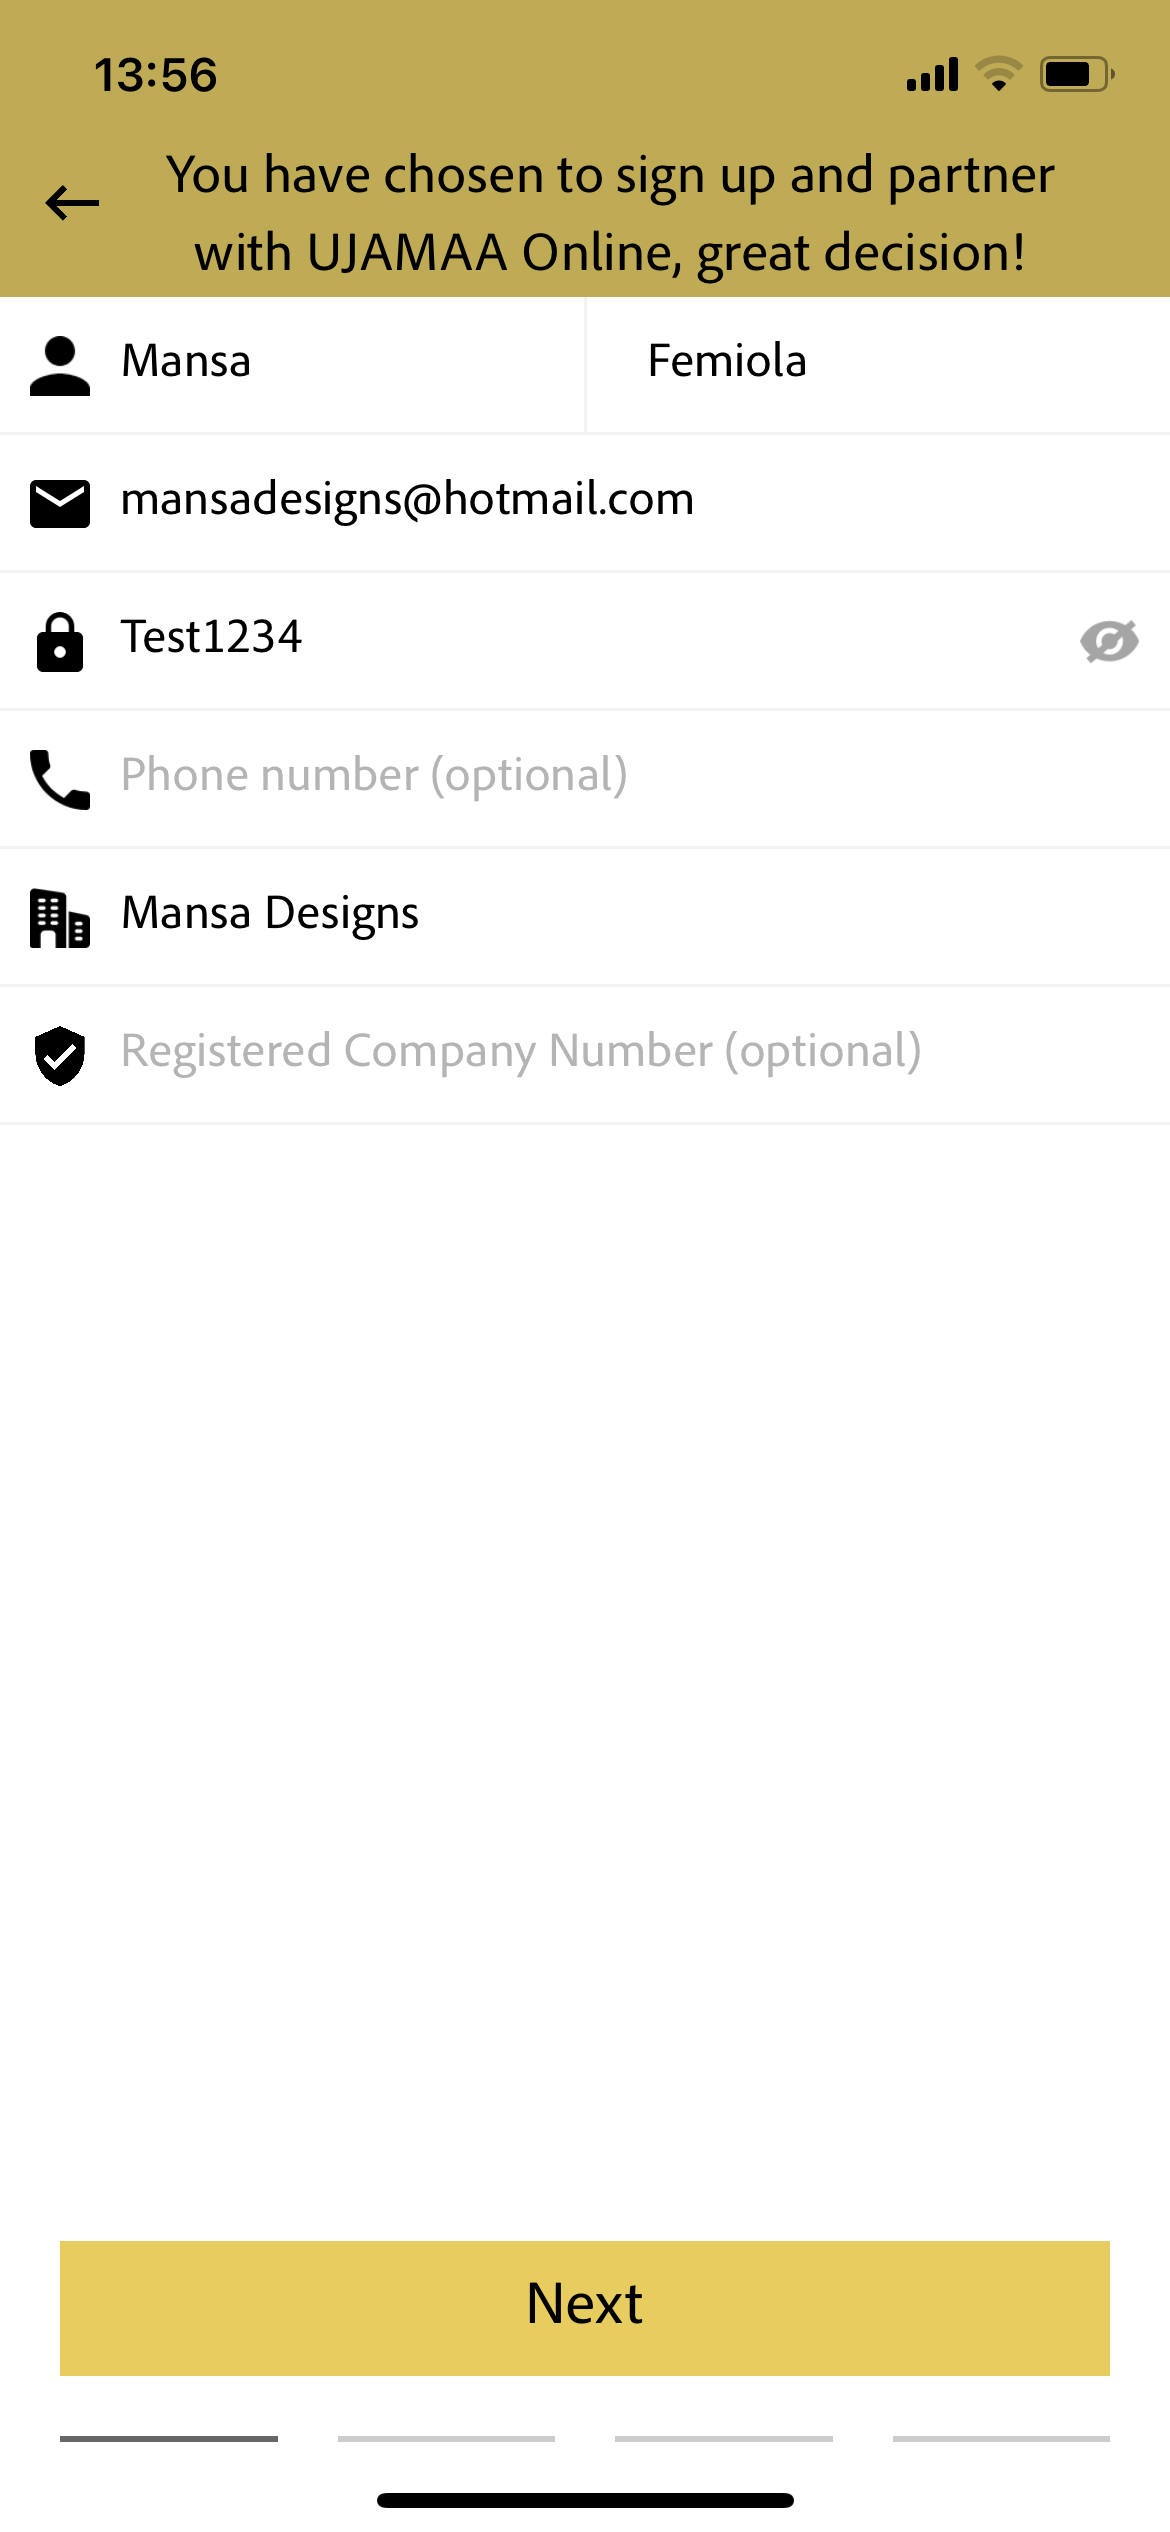 13:56
You have chosen to sign up and partner
with UJAMAA Online, great decision!
Mansa
Femiola
mansadesigns@hotmail.com
Test1234
Phone number (optional)
Mansa Designs
Registered Company Number (optional)
Next